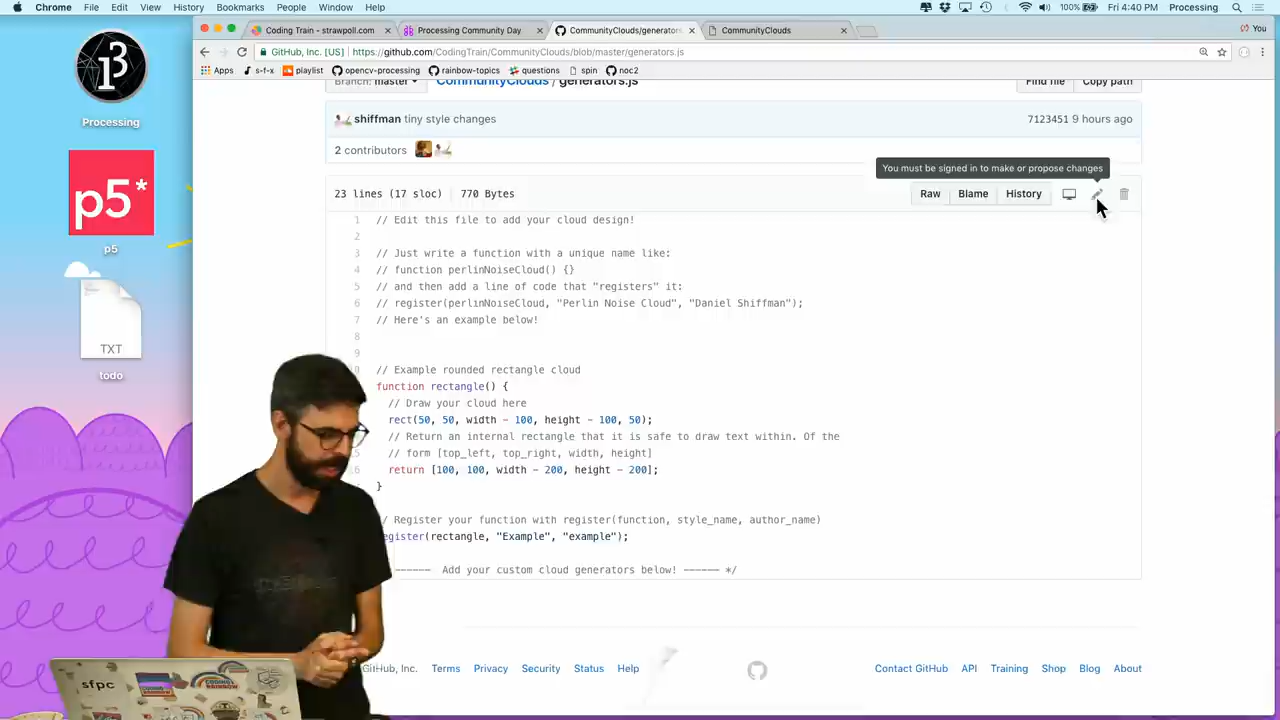 Chrome File Edit View History Bookmarks People Window Help 100% Fri 4:40 PM Processing
Coding Train - strawpoll.com
Processing Community Day
CommunityClouds/generators
CommunityClouds
You
GitHub, Inc. [US] https://github.com/CodingTrain/CommunityClouds/blob/master/generators.js
Apps s-f-x playlist opencv-processing rainbow-topics questions spin noc2
Branch: master CommunityClouds / generators.js Find file Copy path
shiffman tiny style changes 7123451 9 hours ago
2 contributors
You must be signed in to make or propose changes
23 lines (17 sloc) 770 Bytes Raw Blame History
1 // Edit this file to add your cloud design!
2
3 // Just write a function with a unique name like:
4 // function perlinNoiseCloud() {}
5 // and then add a line of code that "registers" it:
6 // register(perlinNoiseCloud, "Perlin Noise Cloud", "Daniel Shiffman");
7 // Here's an example below!
8
9
// Example rounded rectangle cloud
function rectangle() {
// Draw your cloud here
rect(50, 50, width - 100, height - 100, 50);
// Return an internal rectangle that it is safe to draw text within. Of the
// form [top_left, top_right, width, height]
return [100, 100, width - 200, height - 200];
}
/ Register your function with register(function, style_name, author_name)
egister(rectangle, "Example", "example");
------ Add your custom cloud generators below! ------ */
GitHub, Inc. Terms Privacy Security Status Help Contact GitHub API Training Shop Blog About
Processing
p5*
p5
TXT
todo
sfpc